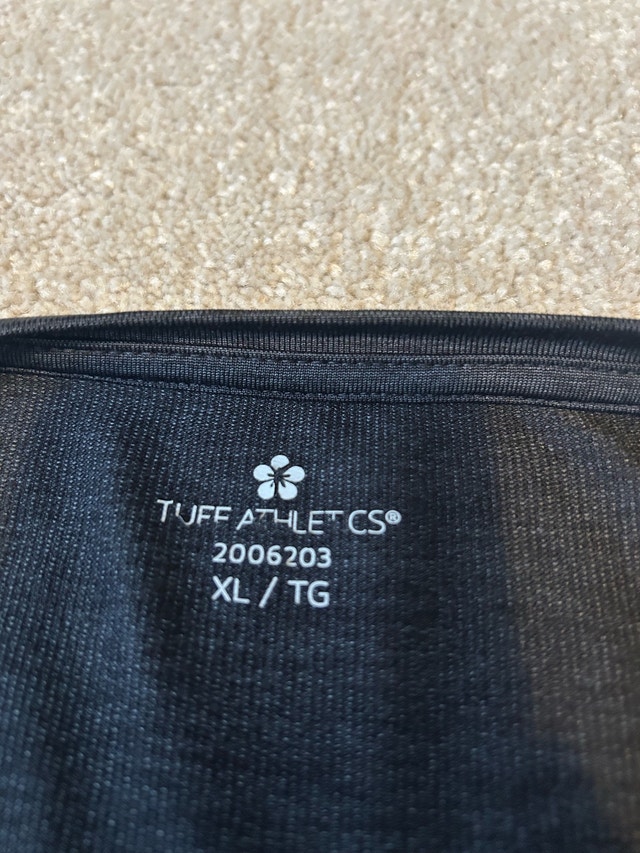 TUFF ATHLETICS®
2006203
XL / TG